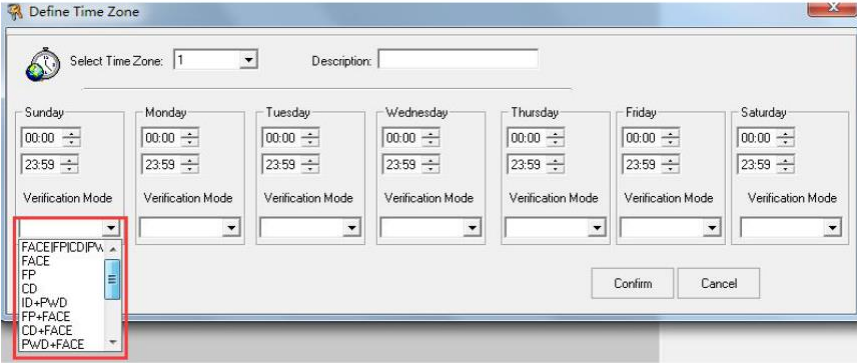 Define Time Zone
Select Time Zone: 1 Description:
Sunday Monday Tuesday Wednesday Thursday Friday Saturday
00:00 00:00 00:00 00:00 00:00 00:00 00:00
23:59 23:59 23:59 23:59 23:59 23:59 23:59
Verification Mode Verification Mode Verification Mode Verification Mode Verification Mode Verification Mode Verification Mode
FACE|FP|CD|PW
FACE
FP
CD
ID+PWD
FP+FACE
CD+FACE
PWD+FACE
Confirm Cancel